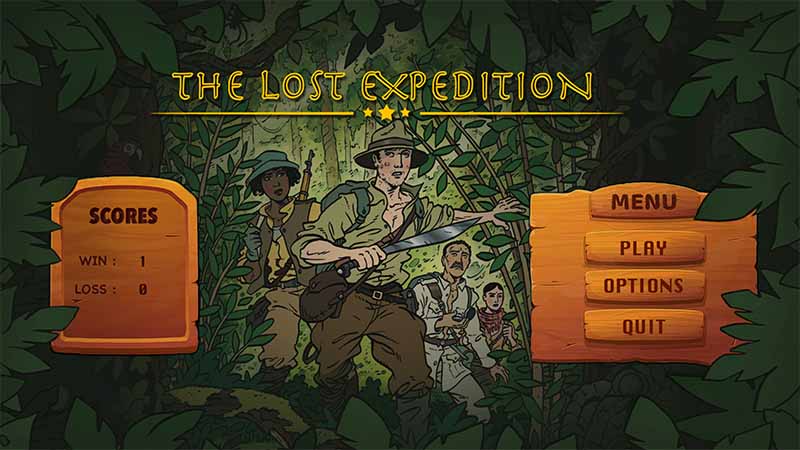 THE LOST EXPEDITION
SCORES
WIN : 1
LOSS : 0
MENU
PLAY
OPTIONS
QUIT